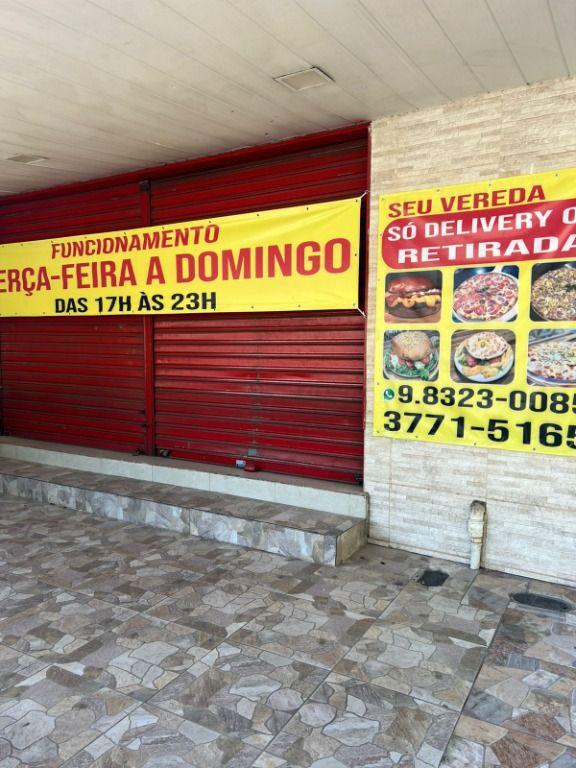 FUNCIONAMENTO
ERÇA-FEIRA A DOMINGO
DAS 17H ÀS 23H
SEU VEREDA
SÓ DELIVERY O
RETIRADA
9.8323-0085
3771-5165